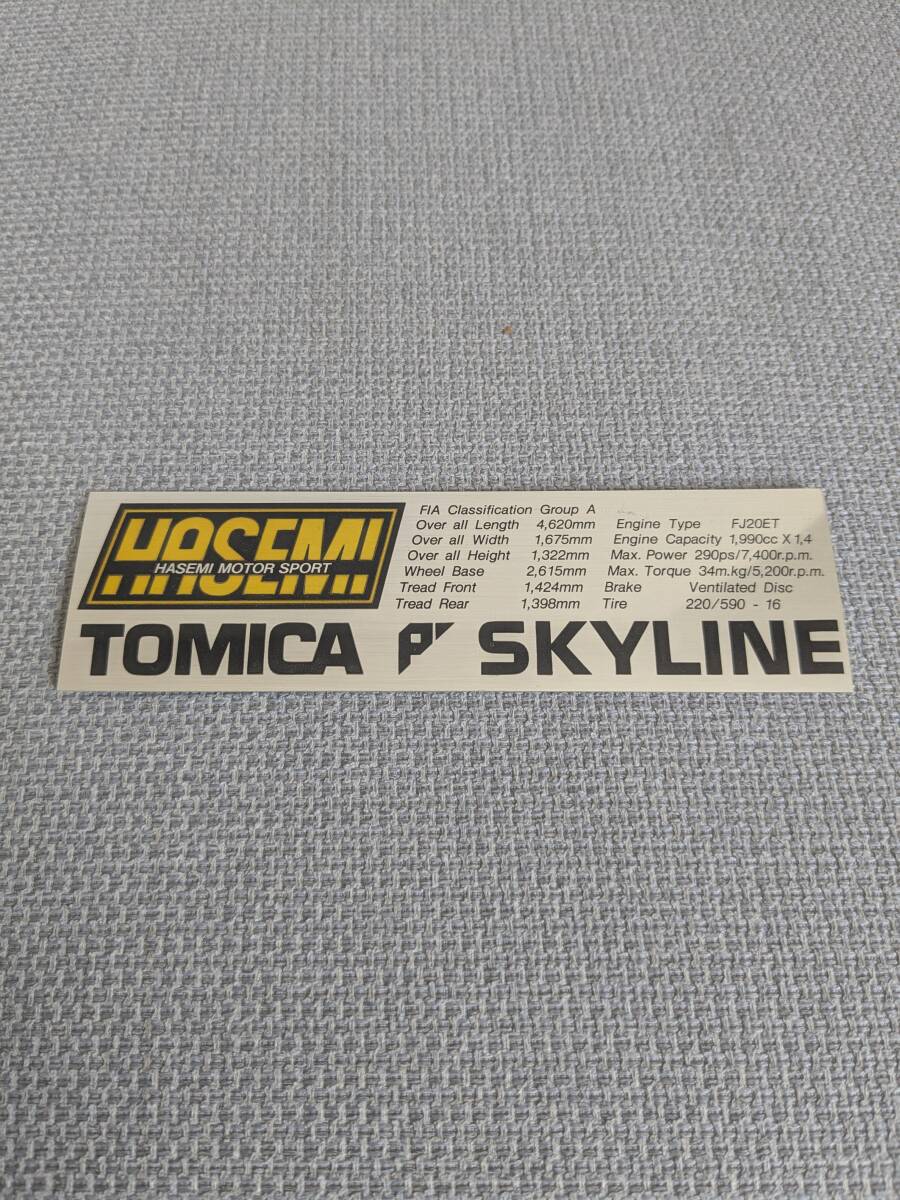 HASEMI
HASEMI MOTOR SPORT
FIA Classification Group A
Over all Length 4,620mm
Over all Width 1,675mm
Over all Height 1,322mm
Wheel Base 2,615mm
Tread Front 1,424mm
Tread Rear 1,398mm
Engine Type FJ20ET
Engine Capacity 1,990cc X 1,4
Max. Power 290ps/7,400r.p.m.
Max. Torque 34m.kg/5,200r.p.m.
Brake Ventilated Disc
Tire 220/590 - 16
TOMICA SKYLINE